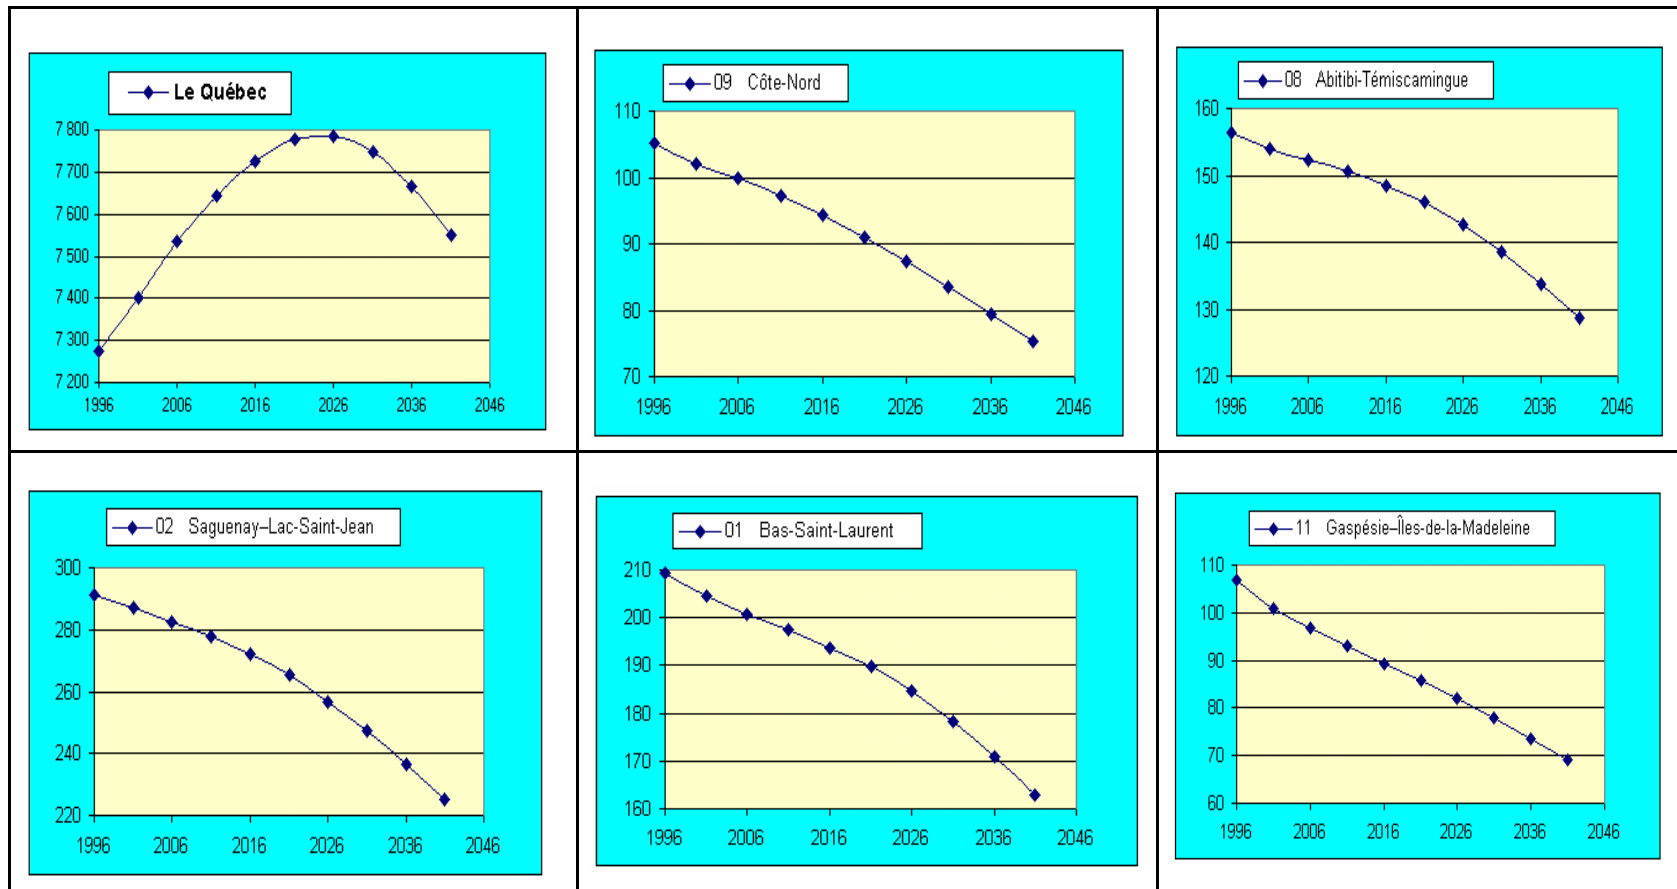 Le Québec
7 800
7 700
7 600
7 500
7 400
7 300
7 200
1996 2006 2016 2026 2036 2046
09 Côte-Nord
110
100
90
80
70
1996 2006 2016 2026 2036 2046
08 Abitibi-Témiscamingue
160
150
140
130
120
1996 2006 2016 2026 2036 2046
02 Saguenay–Lac-Saint-Jean
300
280
260
240
220
1996 2006 2016 2026 2036 2046
01 Bas-Saint-Laurent
210
200
190
180
170
160
1996 2006 2016 2026 2036 2046
11 Gaspésie–Îles-de-la-Madeleine
110
100
90
80
70
60
1996 2006 2016 2026 2036 2046